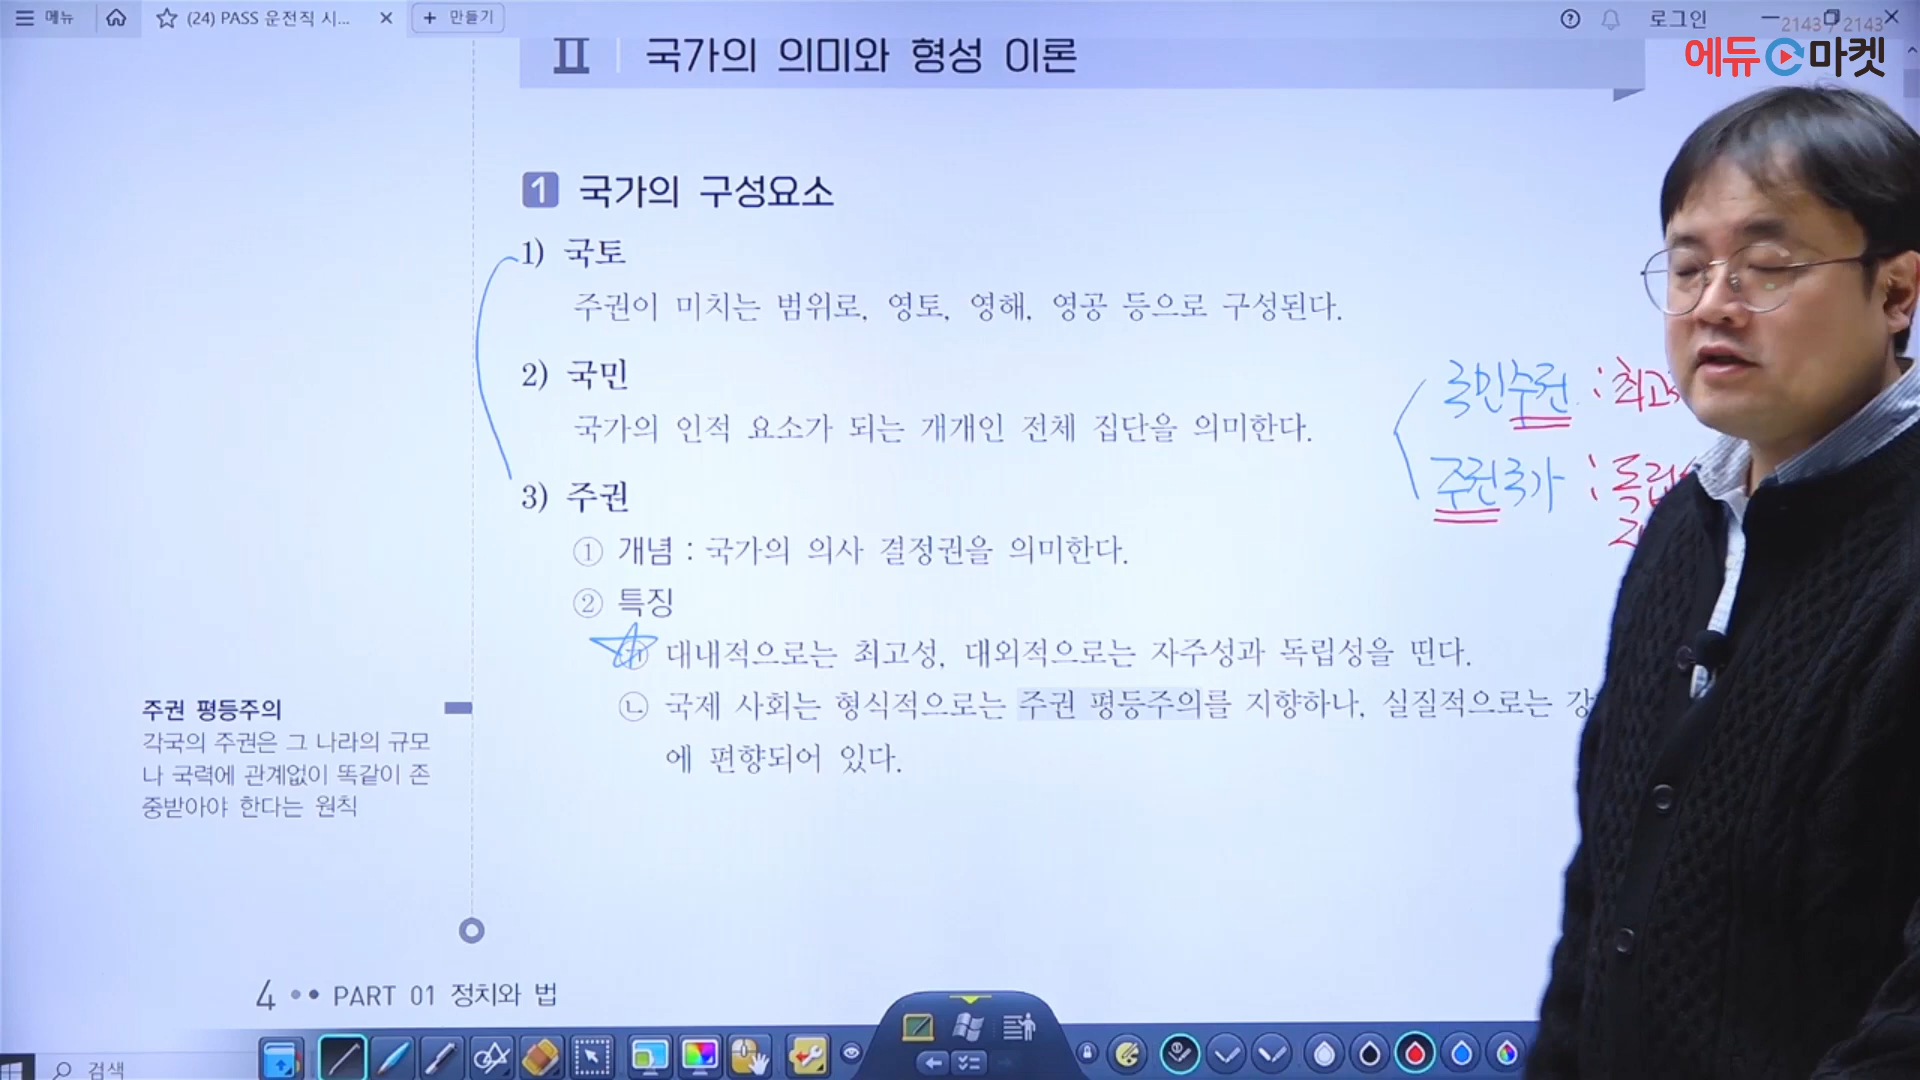 메뉴
(24) PASS 운전직 시...
만들기
로그인
2143 / 2143
에듀마켓
II 국가의 의미와 형성 이론
1 국가의 구성요소
1) 국토
주권이 미치는 범위로, 영토, 영해, 영공 등으로 구성된다.
2) 국민
국가의 인적 요소가 되는 개개인 전체 집단을 의미한다.
국민주권 : 최고
3) 주권
주권국가 : 독립
① 개념 : 국가의 의사 결정권을 의미한다.
② 특징
㉠ 대내적으로는 최고성, 대외적으로는 자주성과 독립성을 띤다.
㉡ 국제 사회는 형식적으로는 주권 평등주의를 지향하나, 실질적으로는 강
에 편향되어 있다.
주권 평등주의
각국의 주권은 그 나라의 규모
나 국력에 관계없이 똑같이 존
중받아야 한다는 원칙
4 •• PART 01 정치와 법
검색